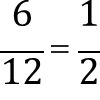 6/12 = 1/2